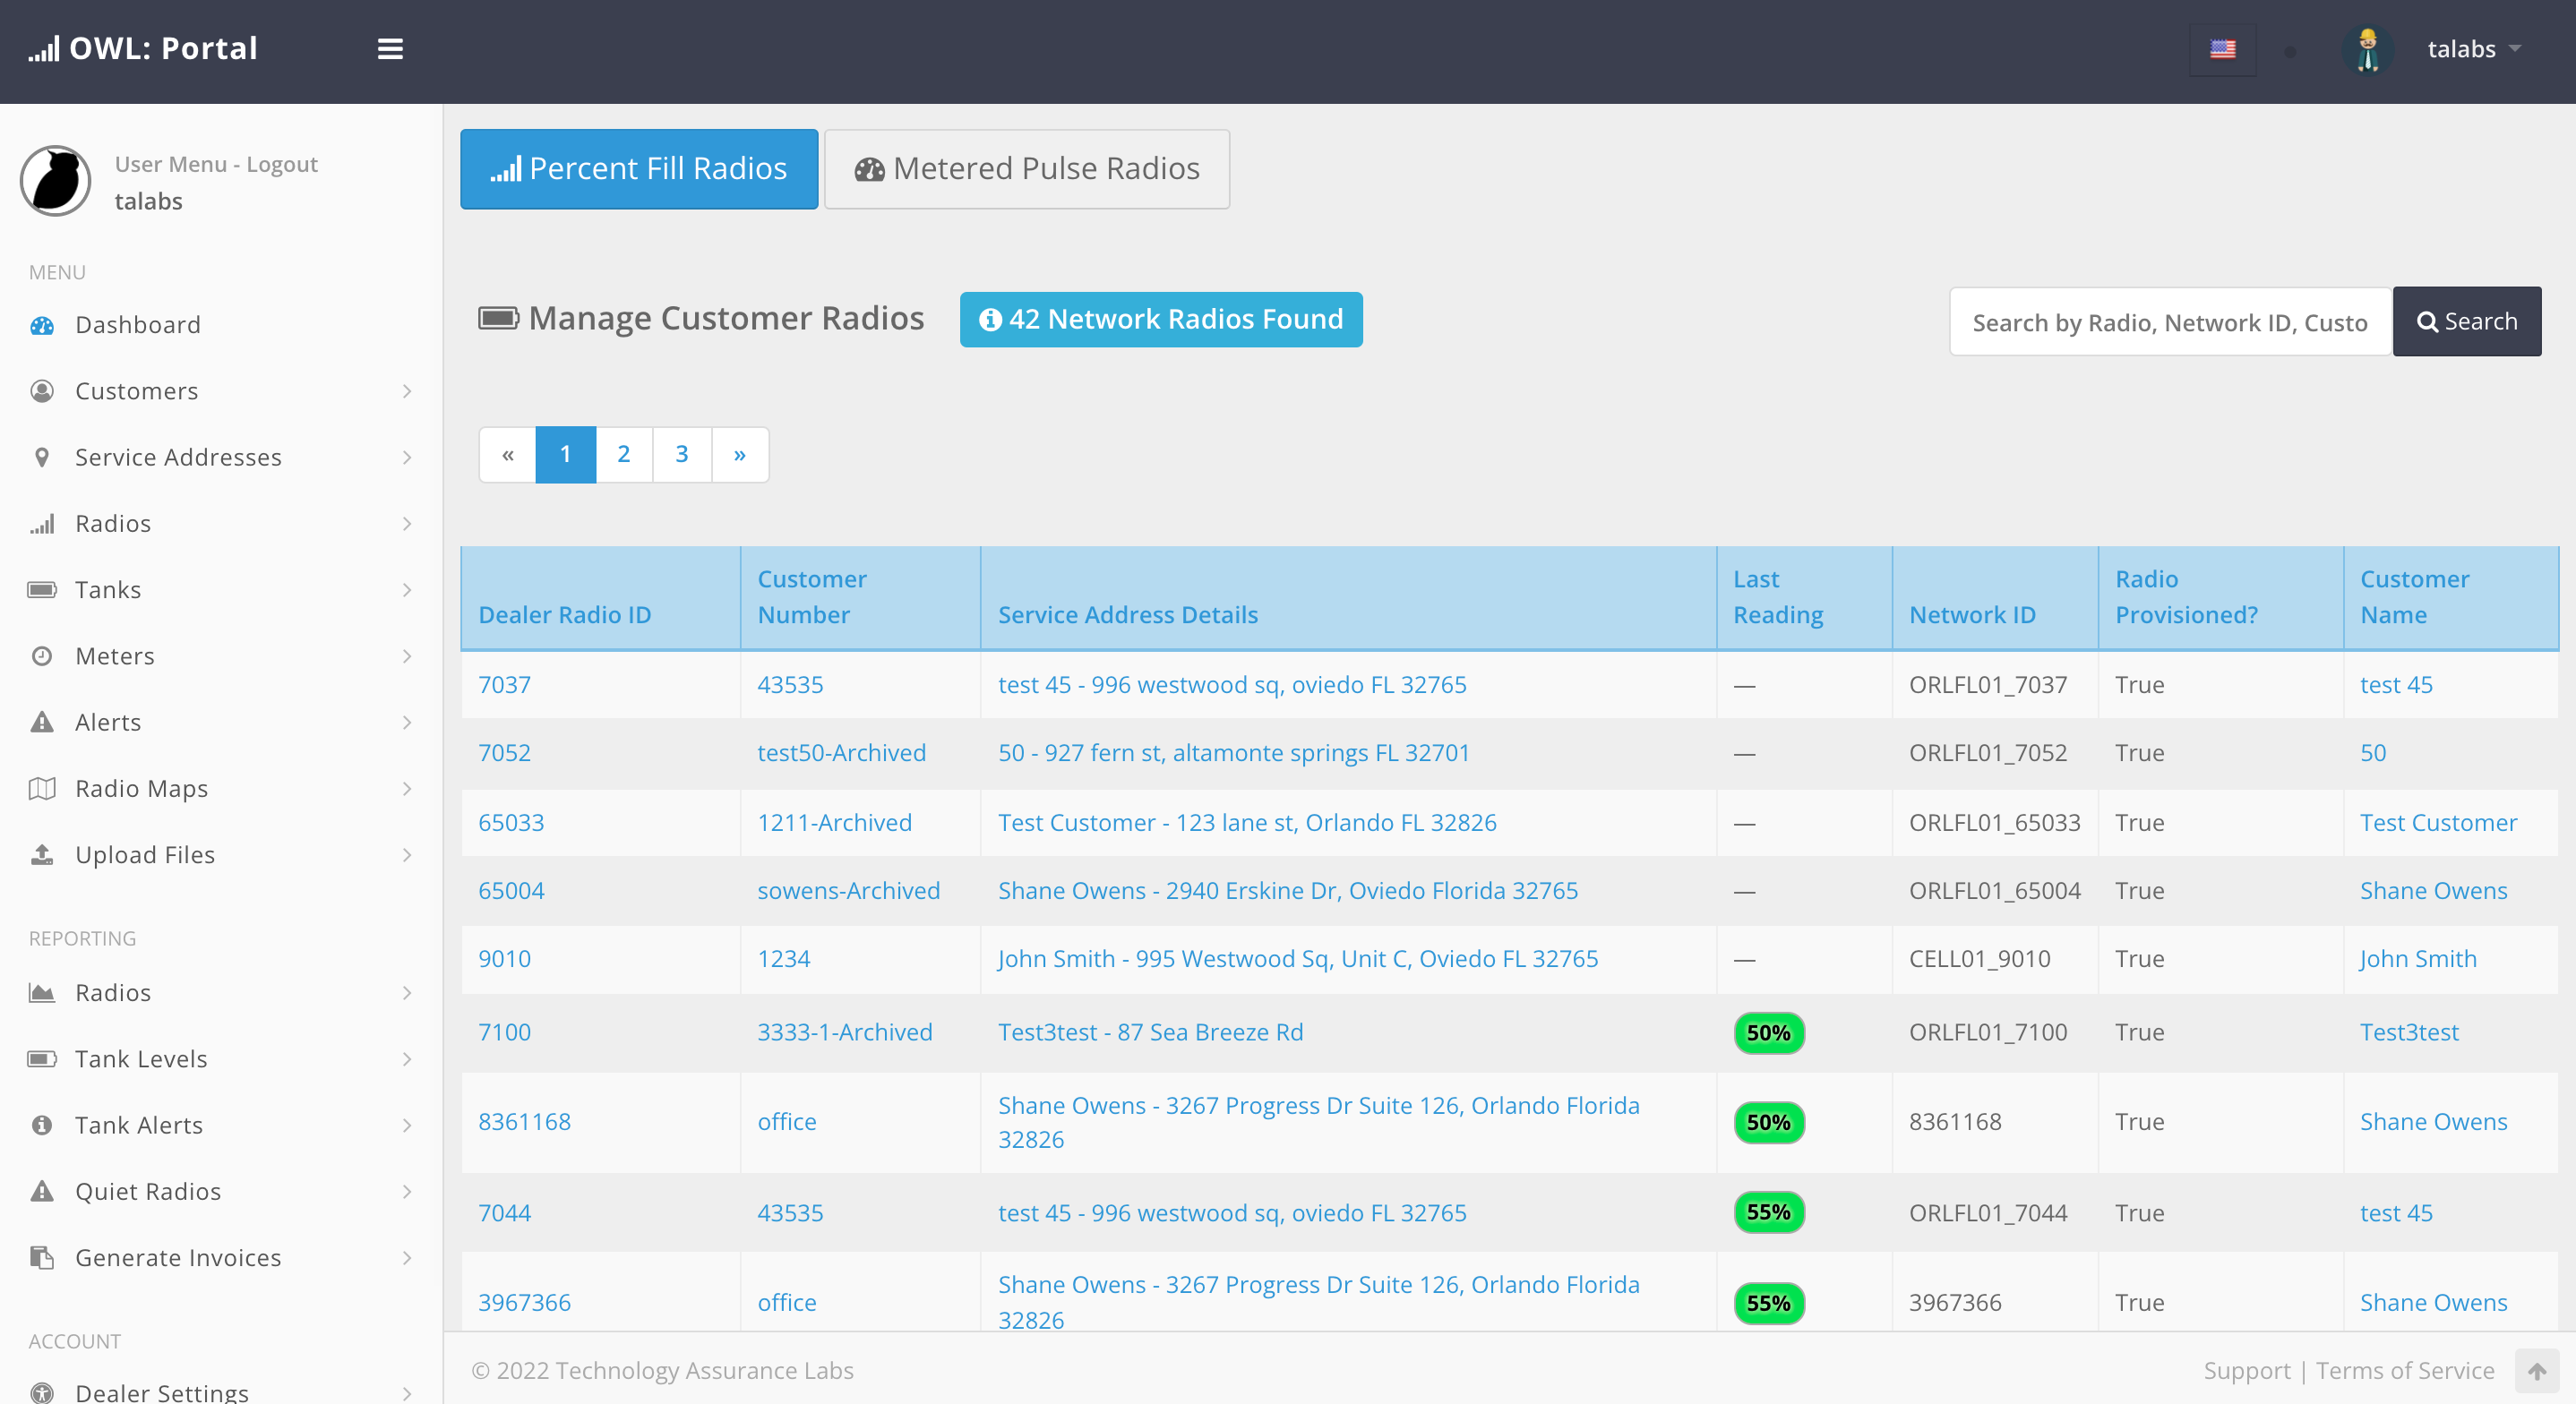 OWL: Portal
talabs
User Menu - Logout
talabs
MENU
Dashboard
Customers
Service Addresses
Radios
Tanks
Meters
Alerts
Radio Maps
Upload Files
REPORTING
Radios
Tank Levels
Tank Alerts
Quiet Radios
Generate Invoices
ACCOUNT
Dealer Settings
Percent Fill Radios
Metered Pulse Radios
Manage Customer Radios
42 Network Radios Found
Search by Radio, Network ID, Custo
Search
« 1 2 3 »
Dealer Radio ID
Customer
Number
Service Address Details
Last
Reading
Network ID
Radio
Provisioned?
Customer
Name
7037 43535 test 45 - 996 westwood sq, oviedo FL 32765 — ORLFL01_7037 True test 45
7052 test50-Archived 50 - 927 fern st, altamonte springs FL 32701 — ORLFL01_7052 True 50
65033 1211-Archived Test Customer - 123 lane st, Orlando FL 32826 — ORLFL01_65033 True Test Customer
65004 sowens-Archived Shane Owens - 2940 Erskine Dr, Oviedo Florida 32765 — ORLFL01_65004 True Shane Owens
9010 1234 John Smith - 995 Westwood Sq, Unit C, Oviedo FL 32765 — CELL01_9010 True John Smith
7100 3333-1-Archived Test3test - 87 Sea Breeze Rd 50% ORLFL01_7100 True Test3test
8361168 office Shane Owens - 3267 Progress Dr Suite 126, Orlando Florida
32826 50% 8361168 True Shane Owens
7044 43535 test 45 - 996 westwood sq, oviedo FL 32765 55% ORLFL01_7044 True test 45
3967366 office Shane Owens - 3267 Progress Dr Suite 126, Orlando Florida
32826 55% 3967366 True Shane Owens
© 2022 Technology Assurance Labs
Support | Terms of Service